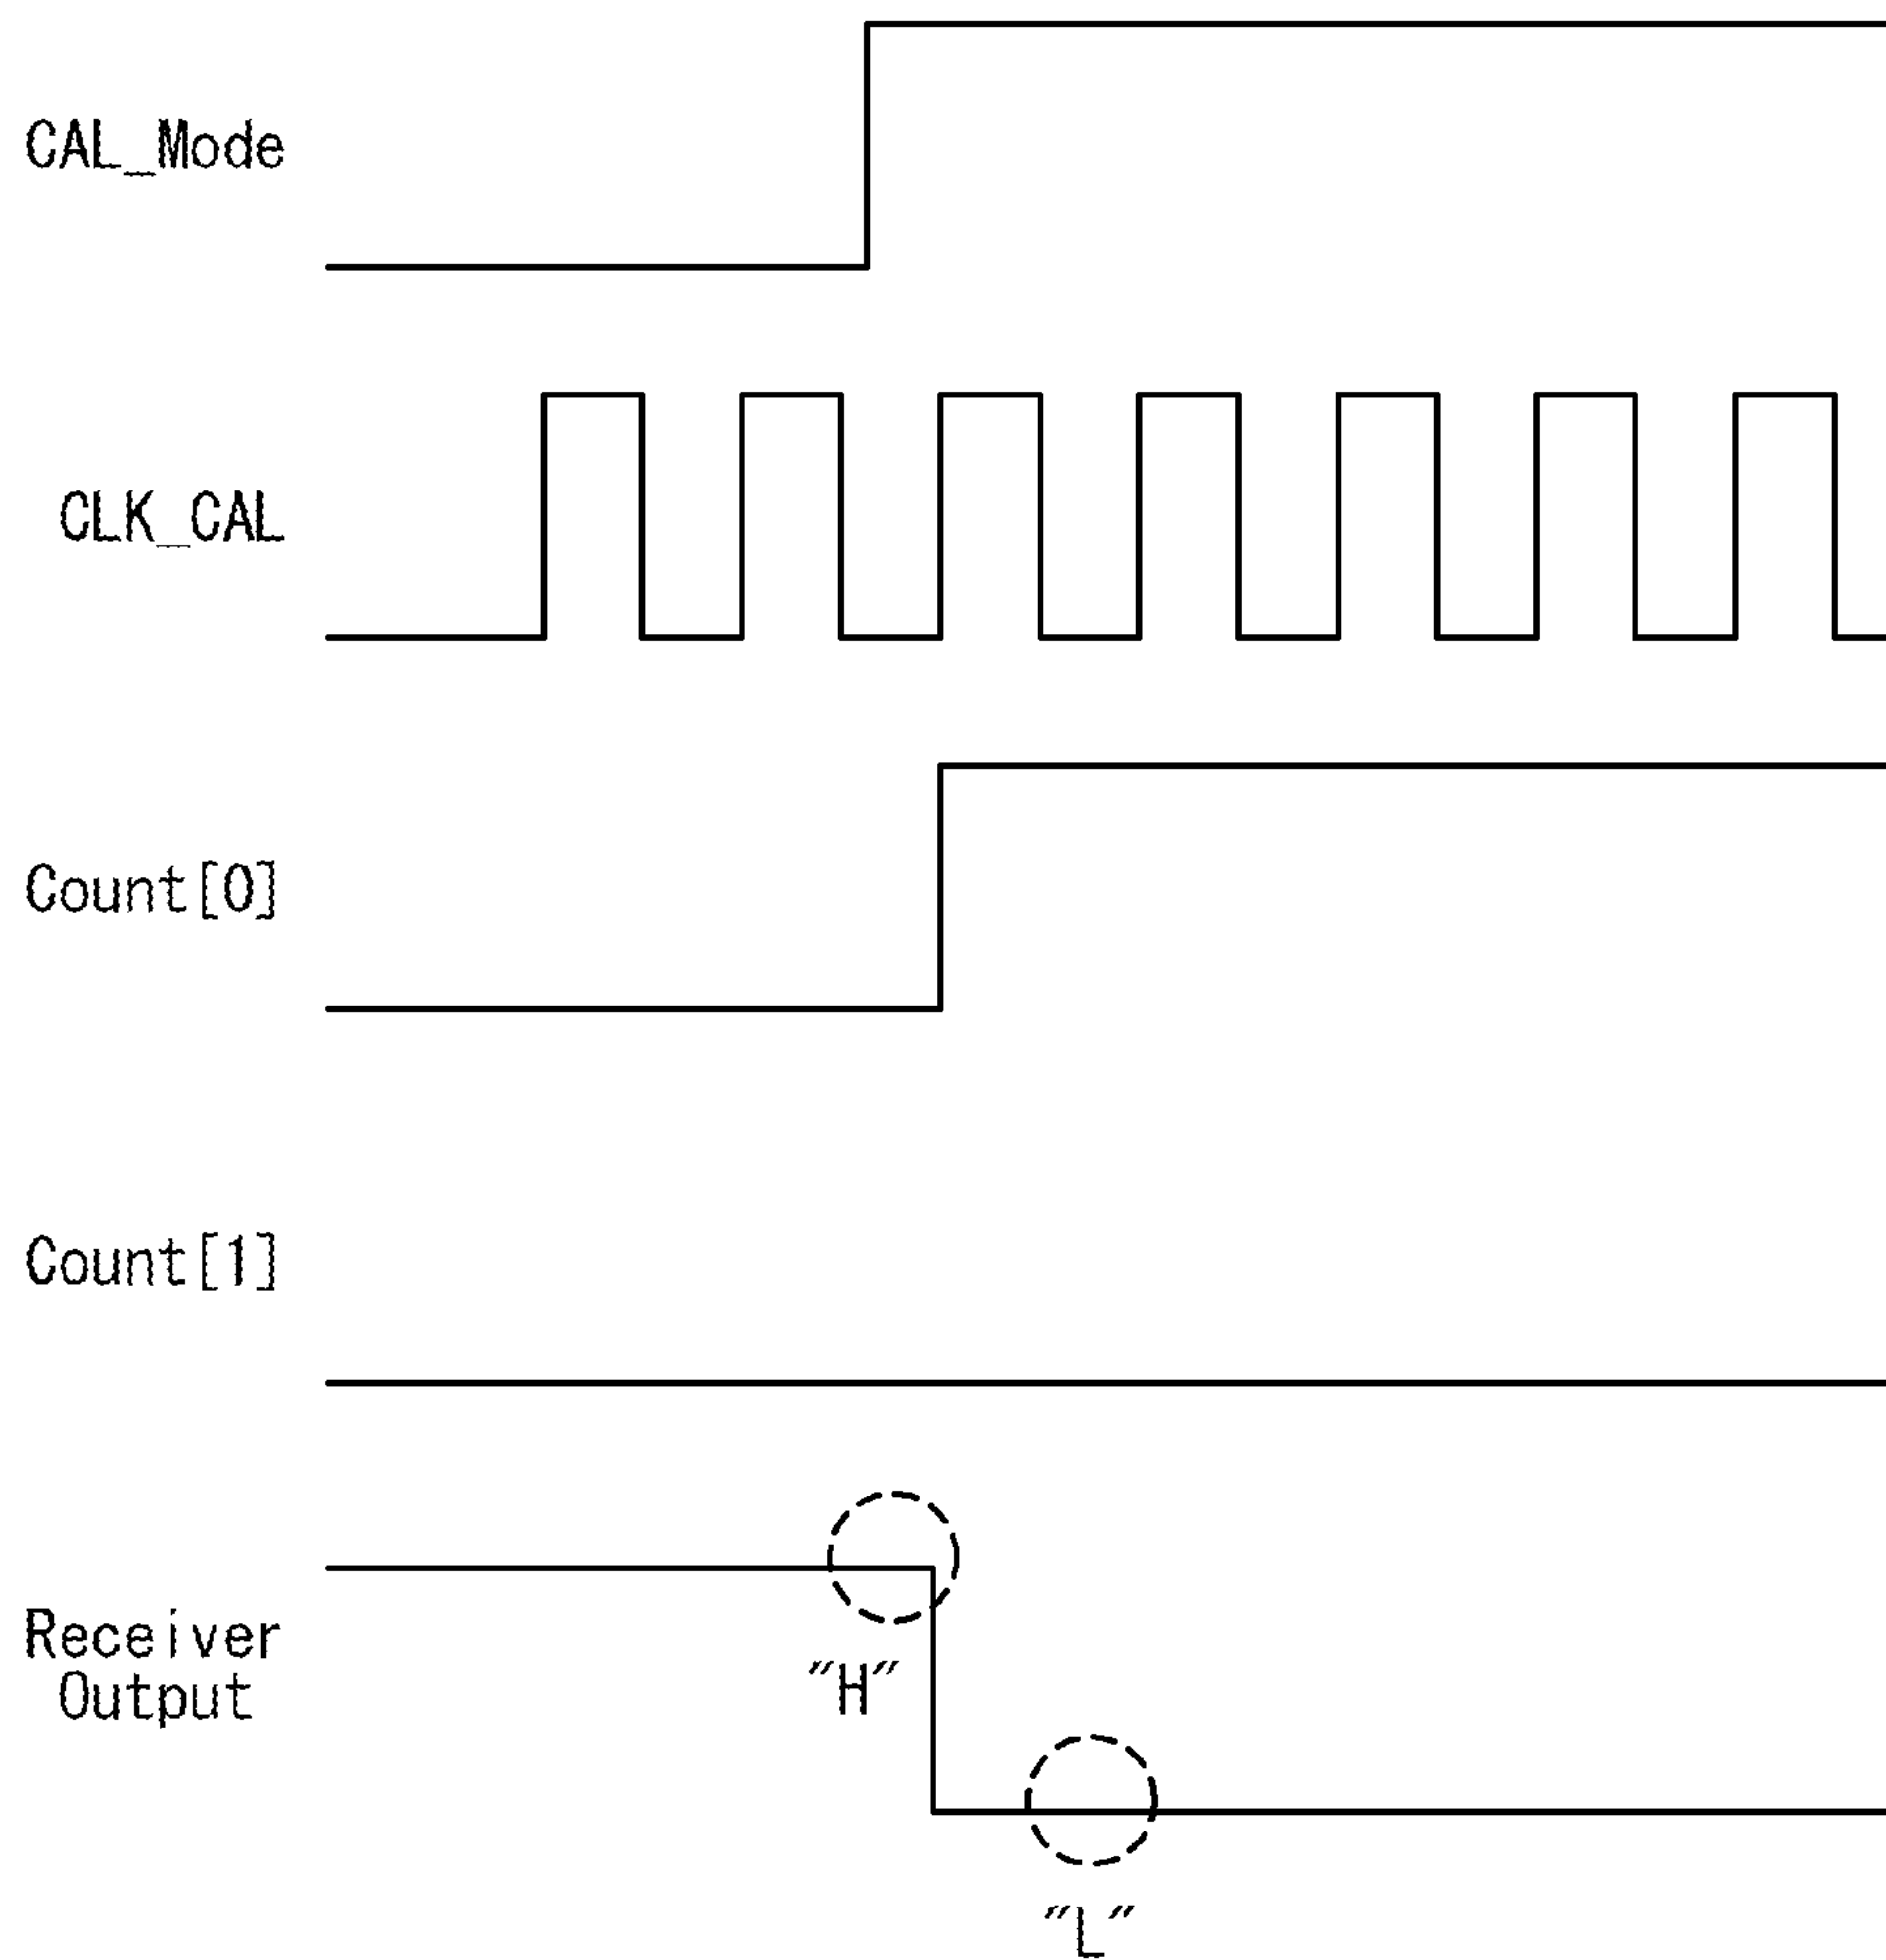 CAL_Mode
CLK_CAL
Count[0]
Count[1]
Receiver
Output
"H"
"L"